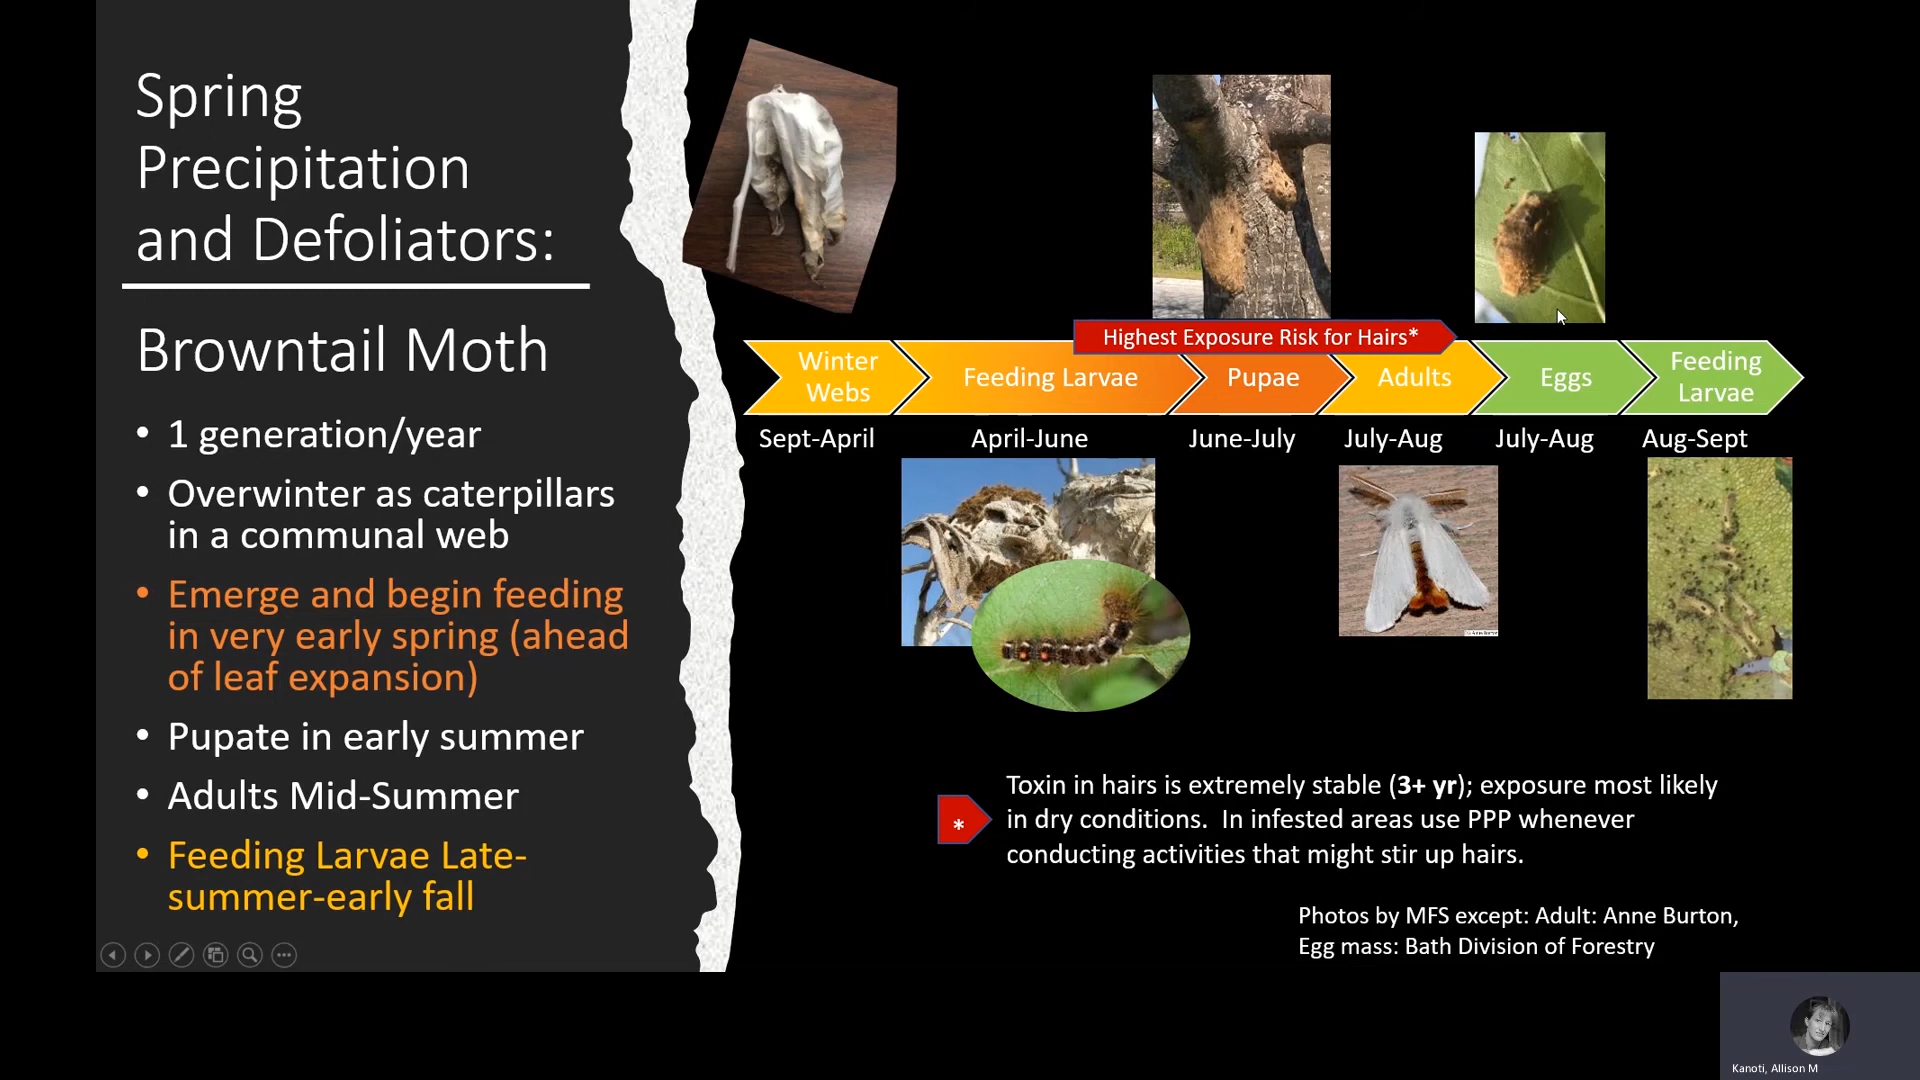 Spring
Precipitation
and Defoliators:
Browntail Moth
• 1 generation/year
• Overwinter as caterpillars
in a communal web
• Emerge and begin feeding
in very early spring (ahead
of leaf expansion)
• Pupate in early summer
• Adults Mid-Summer
• Feeding Larvae Late-
summer-early fall
Highest Exposure Risk for Hairs*
Winter
Webs
Feeding Larvae
Pupae
Adults
Eggs
Feeding
Larvae
Sept-April
April-June
June-July
July-Aug
July-Aug
Aug-Sept
*
Toxin in hairs is extremely stable (3+ yr); exposure most likely
in dry conditions. In infested areas use PPP whenever
conducting activities that might stir up hairs.
Photos by MFS except: Adult: Anne Burton,
Egg mass: Bath Division of Forestry
Kanoti, Allison M